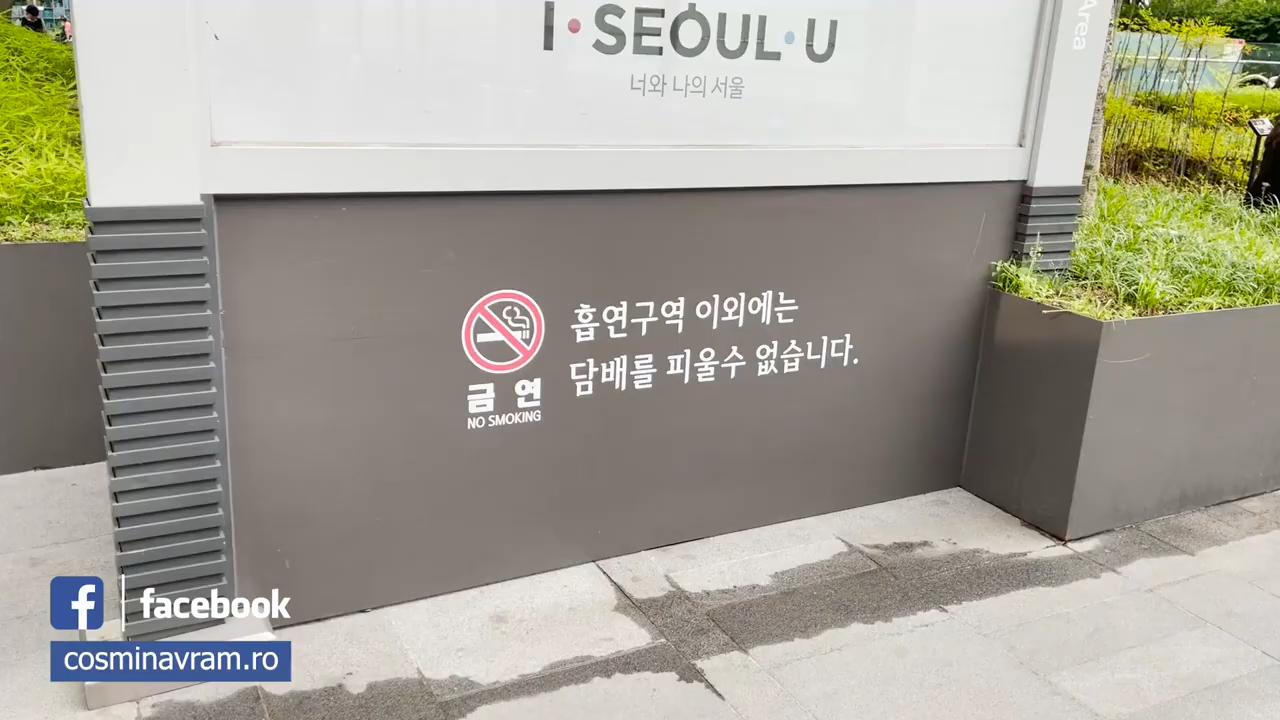 I·SEOUL·U
너와 나의 서울
Area
흡연구역 이외에는
담배를 피울수 없습니다.
금 연
NO SMOKING
facebook
cosminavram.ro